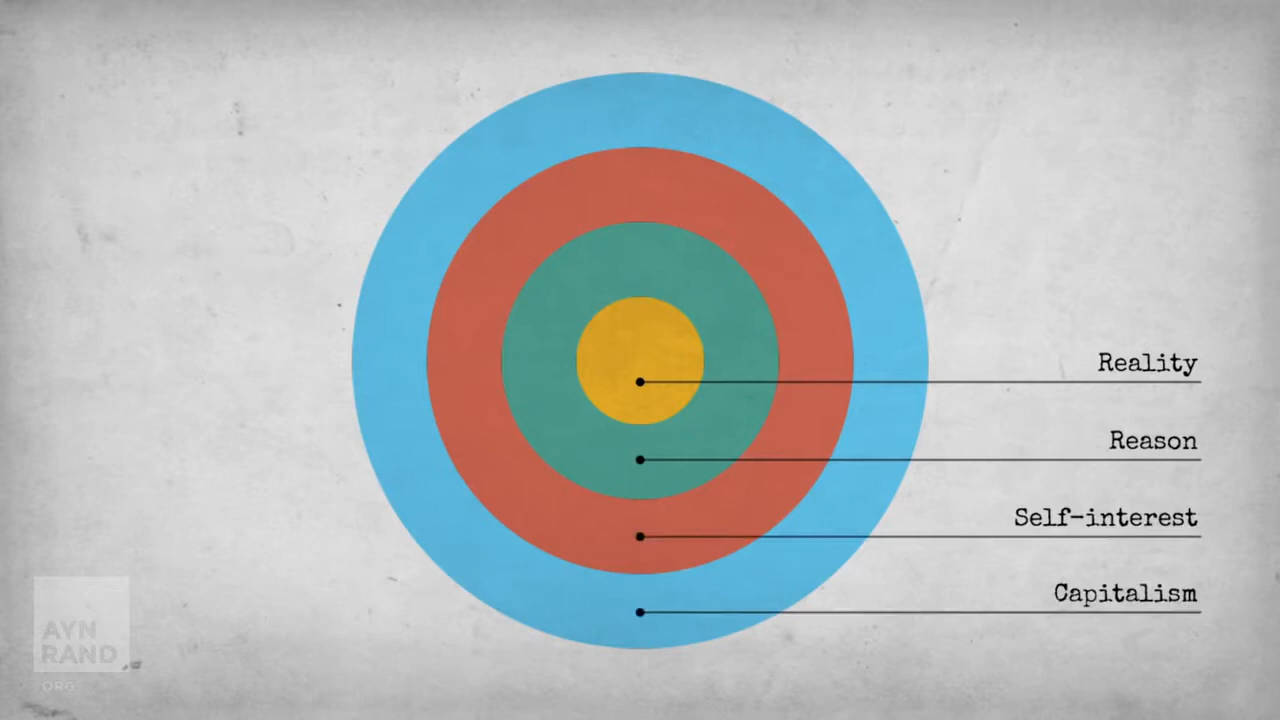 Reality
Reason
Self-interest
Capitalism
AYN
RAND
ORG